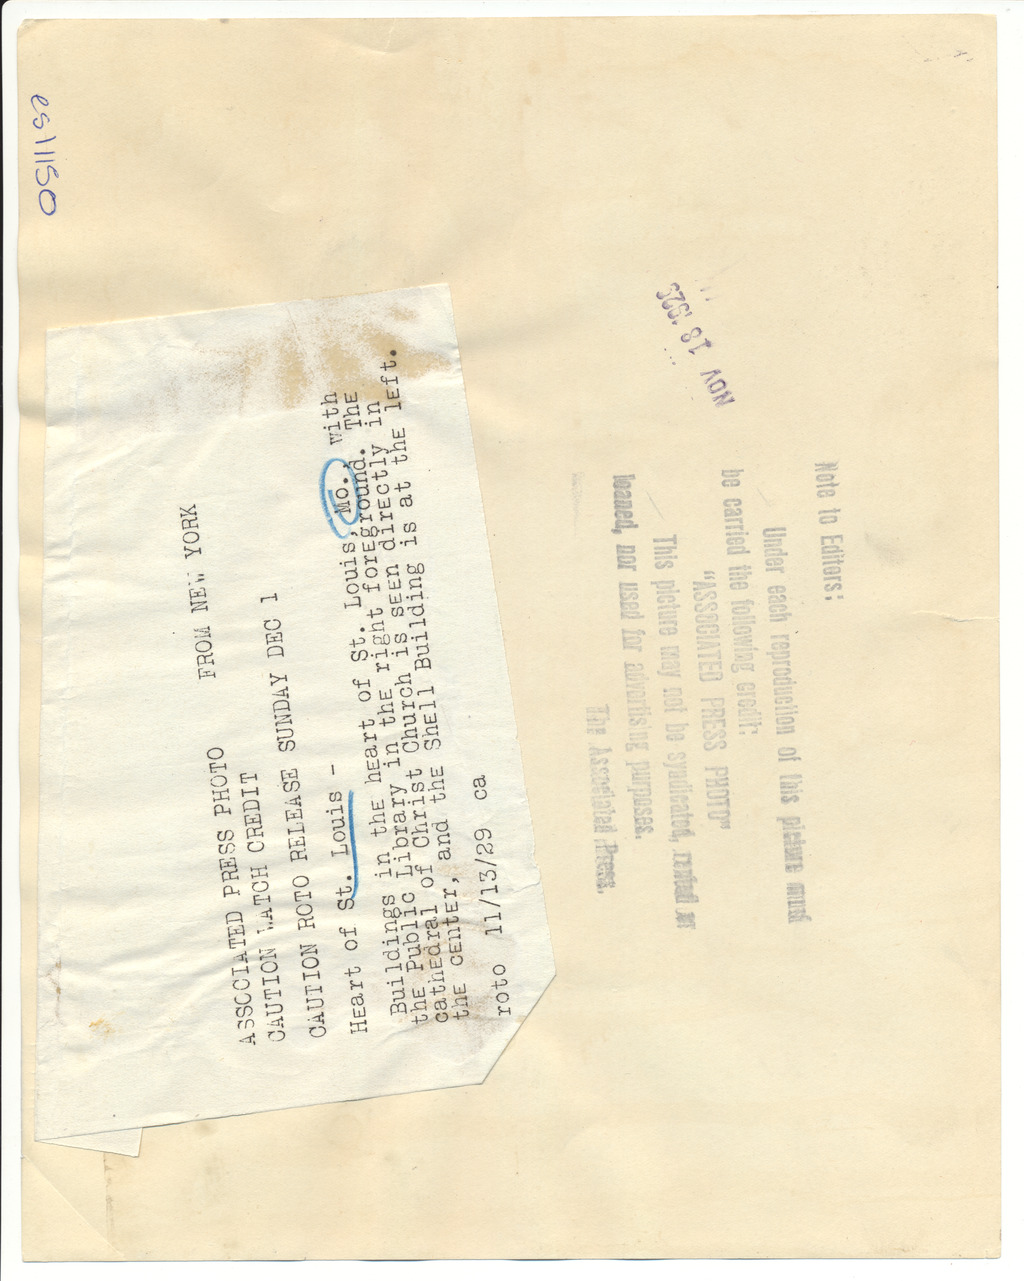 es11150
ASSOCIATED PRESS PHOTO FROM NEW YORK
CAUTION WATCH CREDIT
CAUTION ROTO RELEASE SUNDAY DEC 1
Heart of St. Louis -
Buildings in the heart of St. Louis, Mo., with
the Public Library in the right foreground. The
cathedral of Christ Church is seen directly in
the center, and the Shell Building is at the left.
roto 11/13/29 ca
NOV 18 1929
Note to Editors:
Under each reproduction of this picture must
be carried the following credit:
"ASSOCIATED PRESS PHOTO"
This picture may not be syndicated, rented or
loaned, nor used for advertising purposes.
The Associated Press.